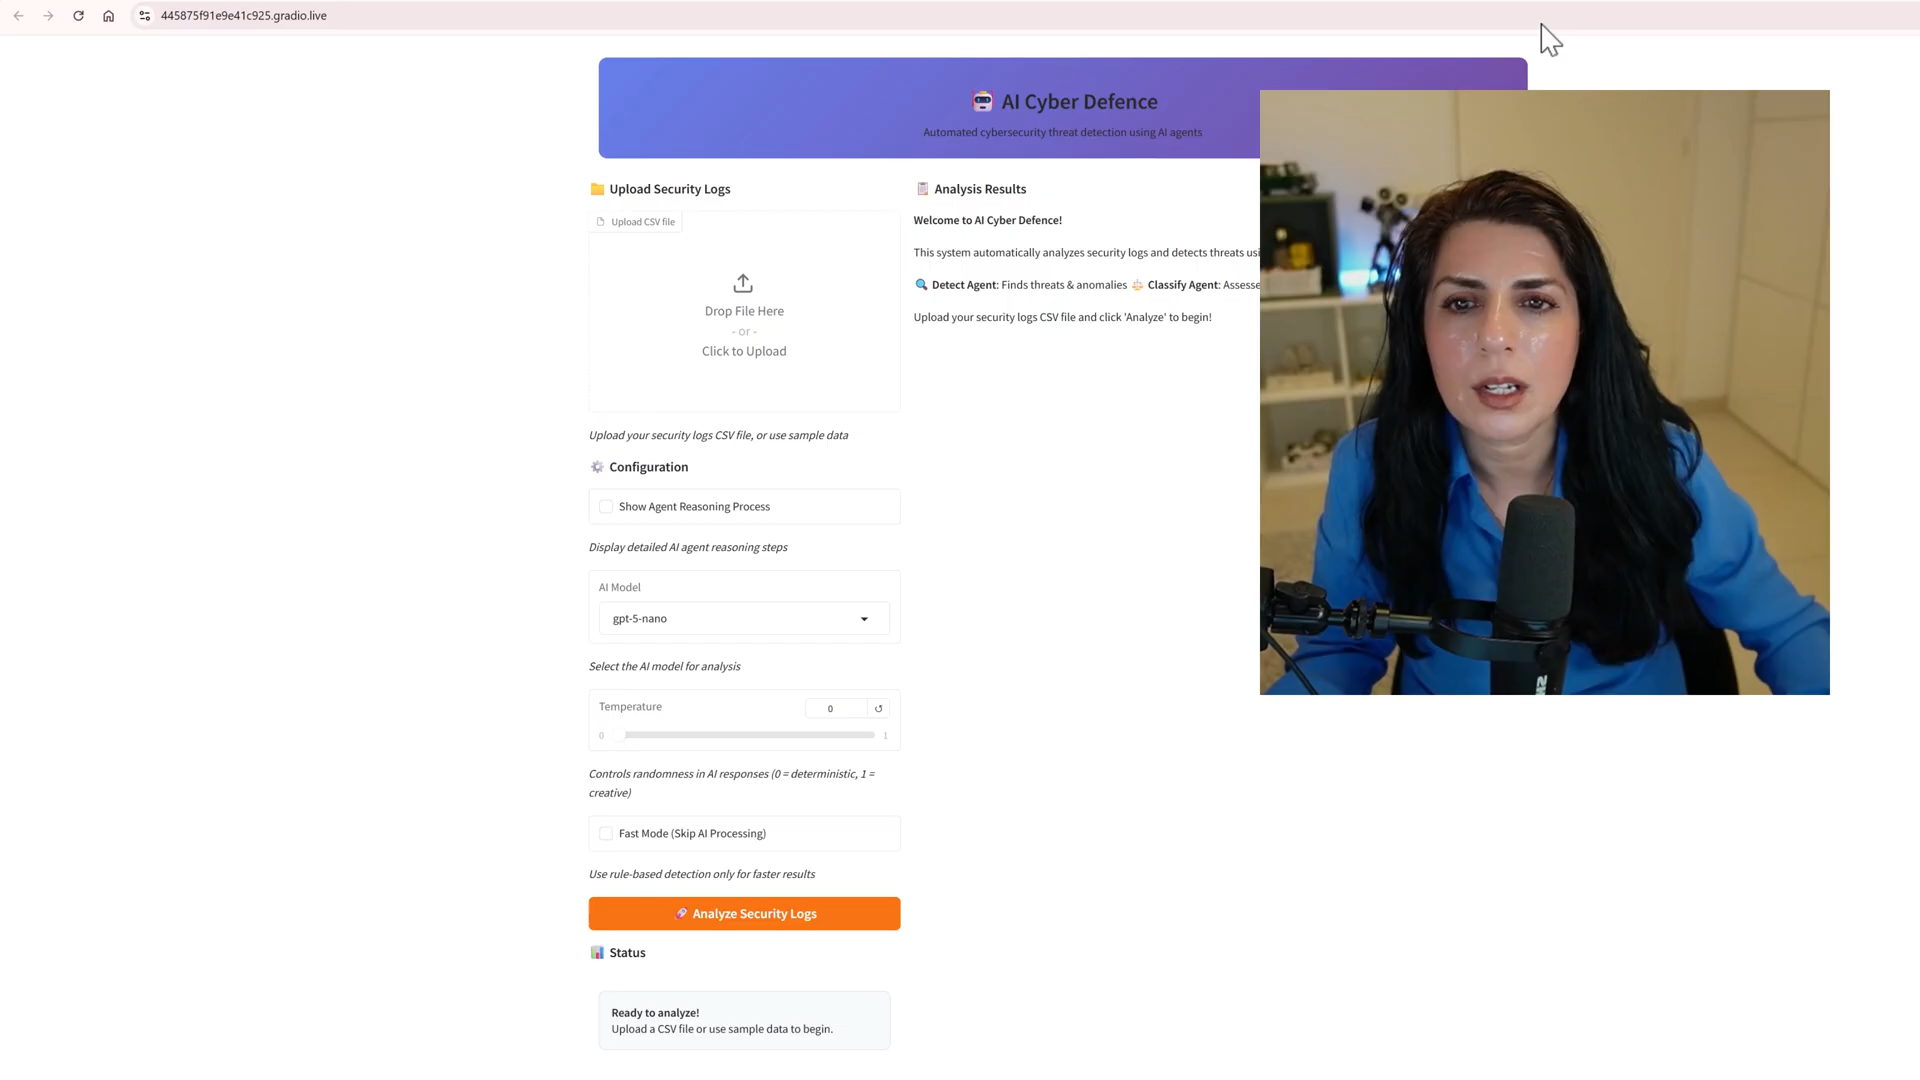 445875f91e9e41c925.gradio.live
AI Cyber Defence
Automated cybersecurity threat detection using AI agents
Upload Security Logs
Upload CSV file
Drop File Here
- or -
Click to Upload
Upload your security logs CSV file, or use sample data
Configuration
Show Agent Reasoning Process
Display detailed AI agent reasoning steps
AI Model
gpt-5-nano
Select the AI model for analysis
Temperature
0
0
1
Controls randomness in AI responses (0 = deterministic, 1 =
creative)
Fast Mode (Skip AI Processing)
Use rule-based detection only for faster results
Analyze Security Logs
Status
Ready to analyze!
Upload a CSV file or use sample data to begin.
Analysis Results
Welcome to AI Cyber Defence!
This system automatically analyzes security logs and detects threats usi
Detect Agent: Finds threats & anomalies Classify Agent: Assesse
Upload your security logs CSV file and click 'Analyze' to begin!